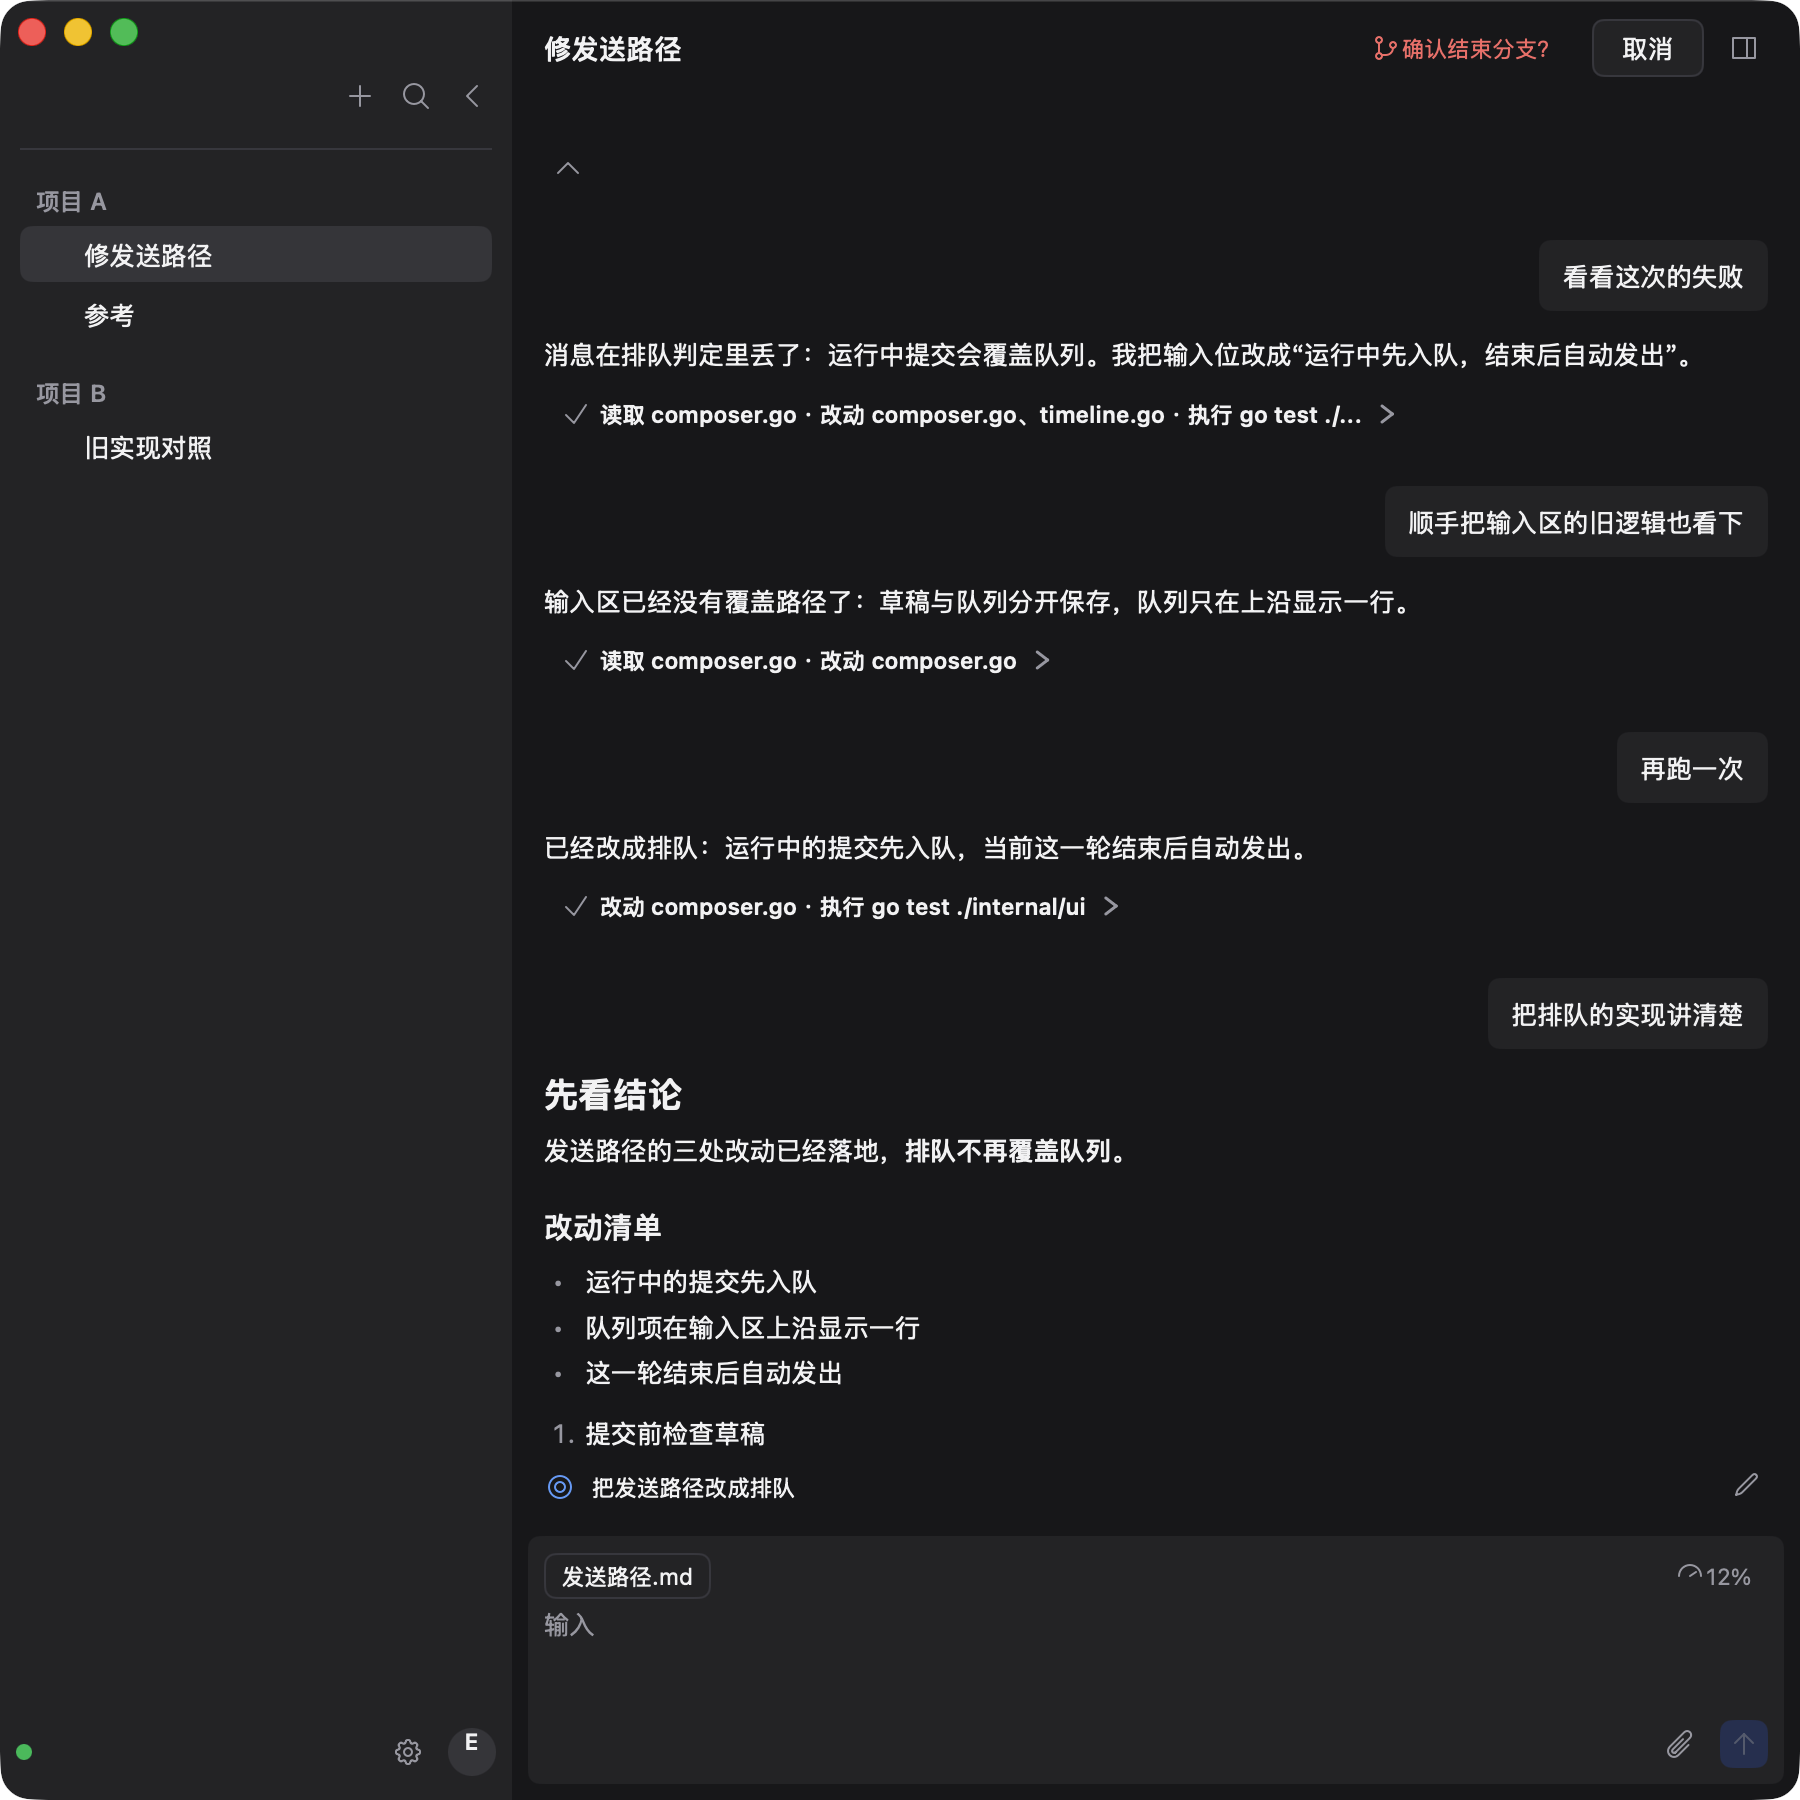 修发送路径
确认结束分支?
取消
项目 A
修发送路径
参考
项目 B
旧实现对照
看看这次的失败
消息在排队判定里丢了：运行中提交会覆盖队列。我把输入位改成“运行中先入队，结束后自动发出”。
读取 composer.go · 改动 composer.go、timeline.go · 执行 go test ./...
顺手把输入区的旧逻辑也看下
输入区已经没有覆盖路径了：草稿与队列分开保存，队列只在上沿显示一行。
读取 composer.go · 改动 composer.go
再跑一次
已经改成排队：运行中的提交先入队，当前这一轮结束后自动发出。
改动 composer.go · 执行 go test ./internal/ui
把排队的实现讲清楚
先看结论
发送路径的三处改动已经落地，排队不再覆盖队列。
改动清单
• 运行中的提交先入队
• 队列项在输入区上沿显示一行
• 这一轮结束后自动发出
1. 提交前检查草稿
把发送路径改成排队
发送路径.md
12%
输入
E